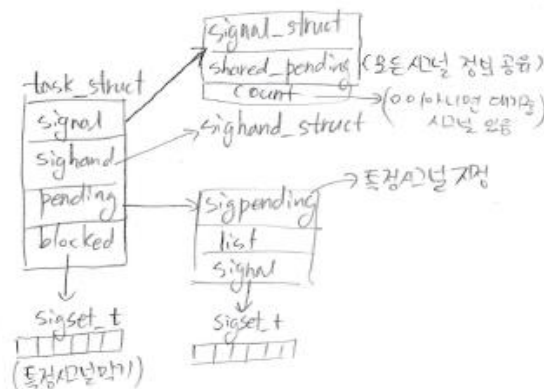 signal_struct
shared_pending (모든시그널 정보 공유)
count (0이 아니면 대기중
시그널 있음)
task_struct
signal
sighand
sighand_struct
pending
blocked
sigpending
특정시그널 지정
list
signal
sigset_t
sigset_t
(특정시그널막기)